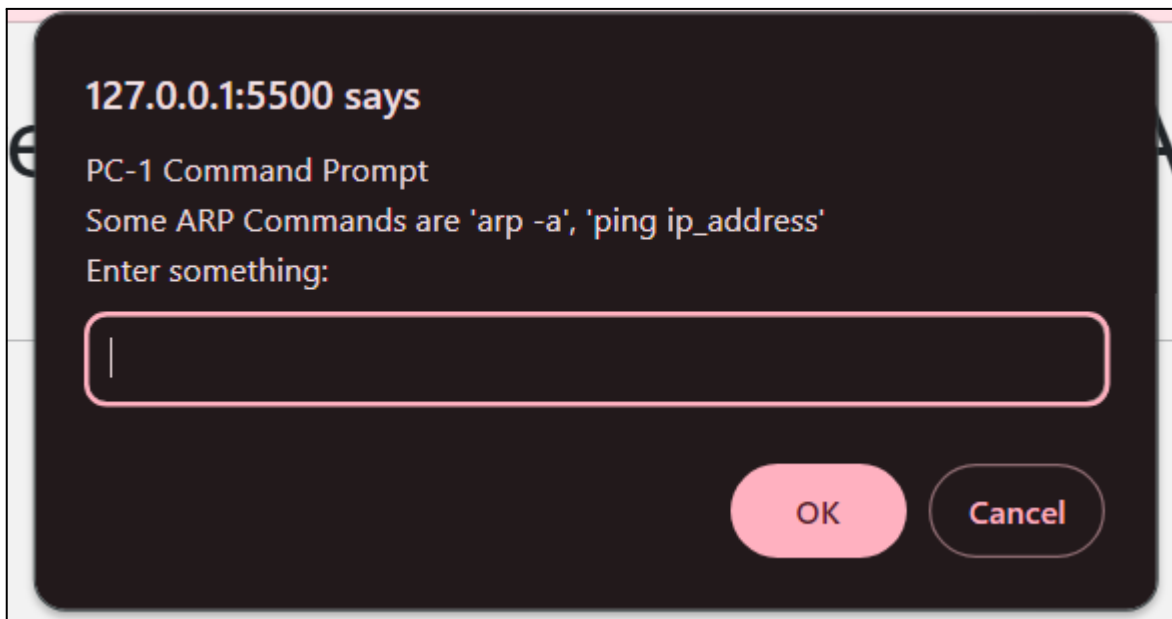 127.0.0.1:5500 says
PC-1 Command Prompt
Some ARP Commands are 'arp -a', 'ping ip_address'
Enter something:
OK
Cancel